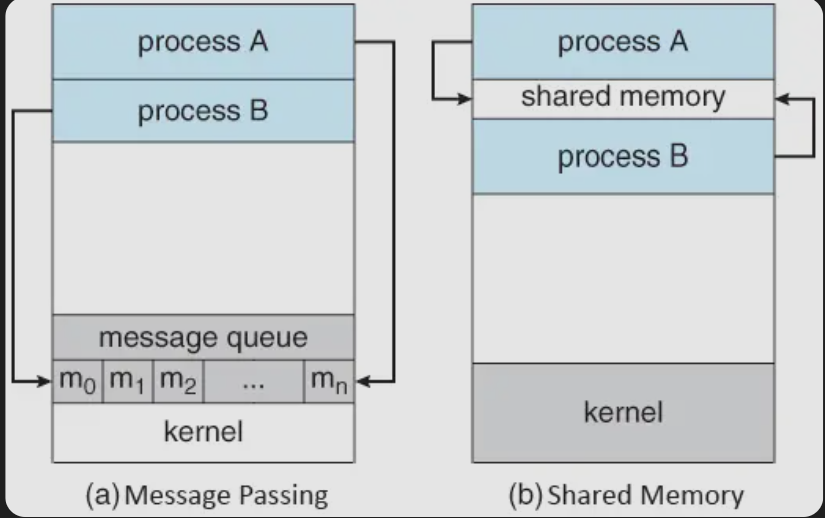 process A
process B
message queue
m₀ m₁ m₂ ... mₙ
kernel
(a) Message Passing
process A
shared memory
process B
kernel
(b) Shared Memory